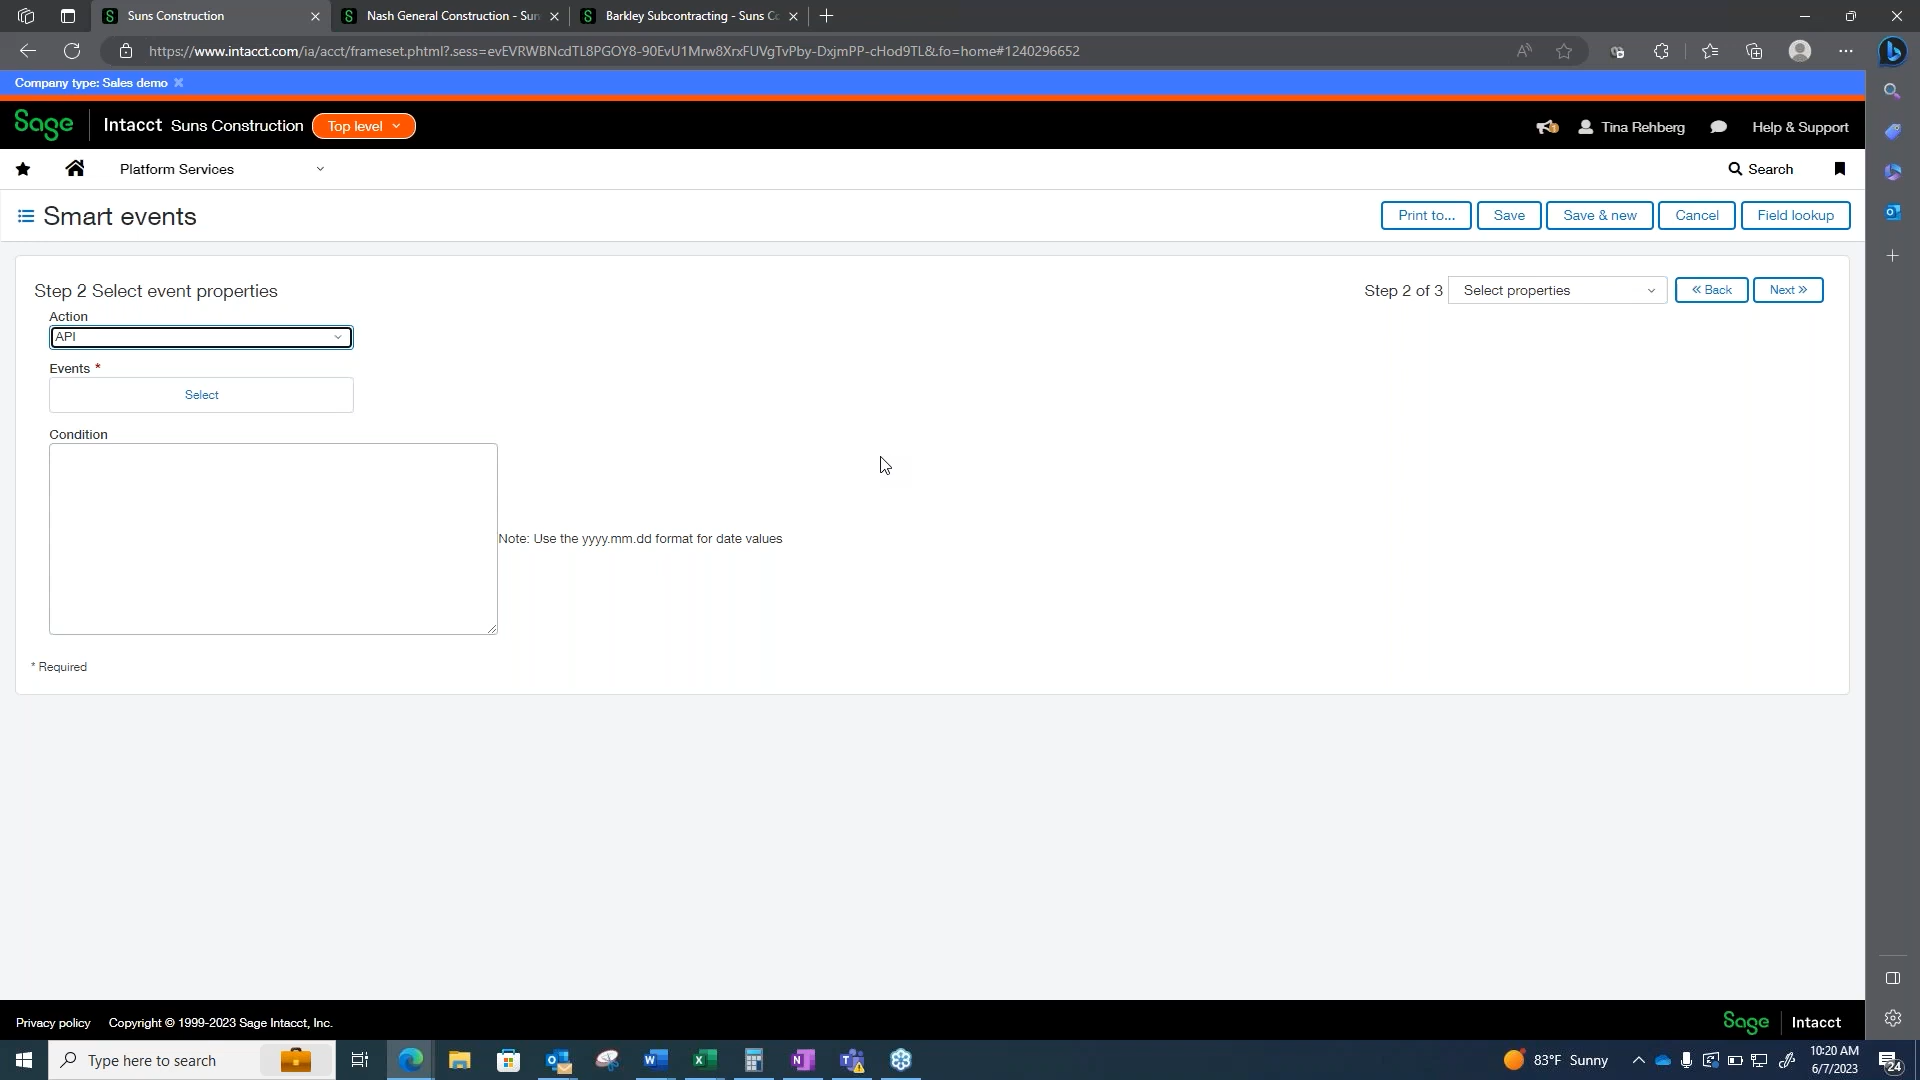 Suns Construction
Nash General Construction - Sun
Barkley Subcontracting - Suns Co
https://www.intacct.com/ia/acct/frameset.phtml?.sess=evEVRWBNcdTL8PGOY8-90EvU1Mrw8XrxFUVgTvPby-DxjmPP-cHod9TL&.fo=home#1240296652
Company type: Sales demo
Sage Intacct Suns Construction Top level
Tina Rehberg Help & Support
Platform Services
Search
Smart events
Print to... Save Save & new Cancel Field lookup
Step 2 Select event properties
Step 2 of 3 Select properties « Back Next »
Action
API
Events *
Select
Condition
Note: Use the yyyy.mm.dd format for date values
* Required
Privacy policy Copyright © 1999-2023 Sage Intacct, Inc.
Sage Intacct
Type here to search
83°F Sunny
10:20 AM
6/7/2023
24